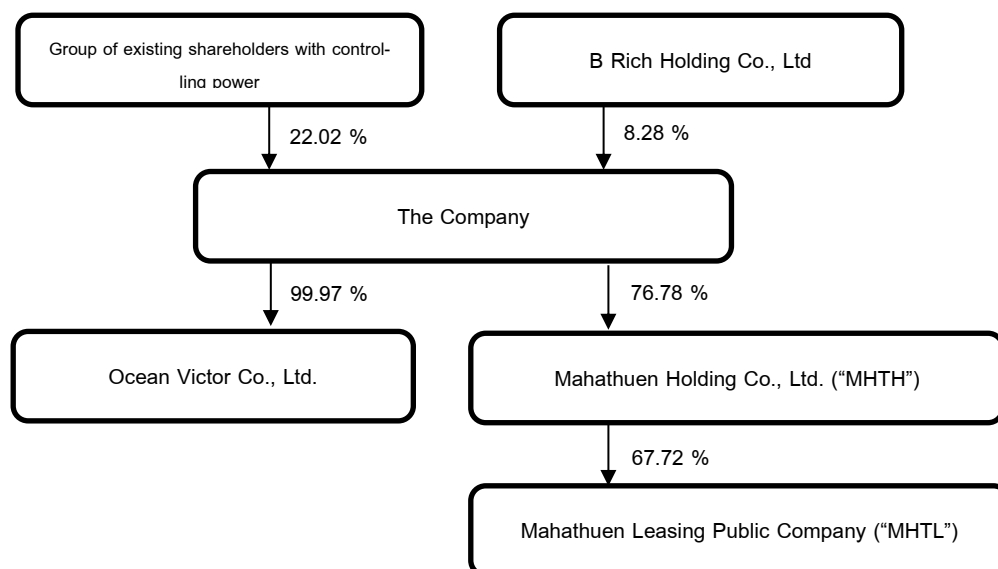 Group of existing shareholders with control-
ling power
B Rich Holding Co., Ltd
22.02 %
8.28 %
The Company
99.97 %
76.78 %
Ocean Victor Co., Ltd.
Mahathuen Holding Co., Ltd. (“MHTH”)
67.72 %
Mahathuen Leasing Public Company (“MHTL”)